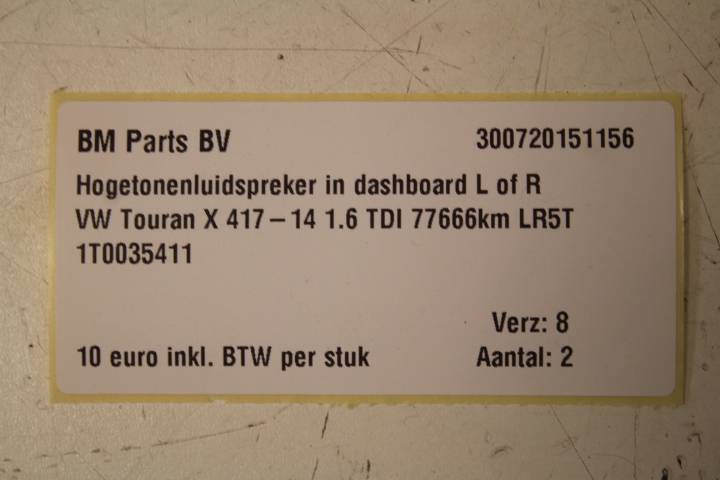 BM Parts BV 300720151156
Hogetonenluidspreker in dashboard L of R
VW Touran X 417 – 14 1.6 TDI 77666km LR5T
1T0035411
Verz: 8
10 euro inkl. BTW per stuk Aantal: 2